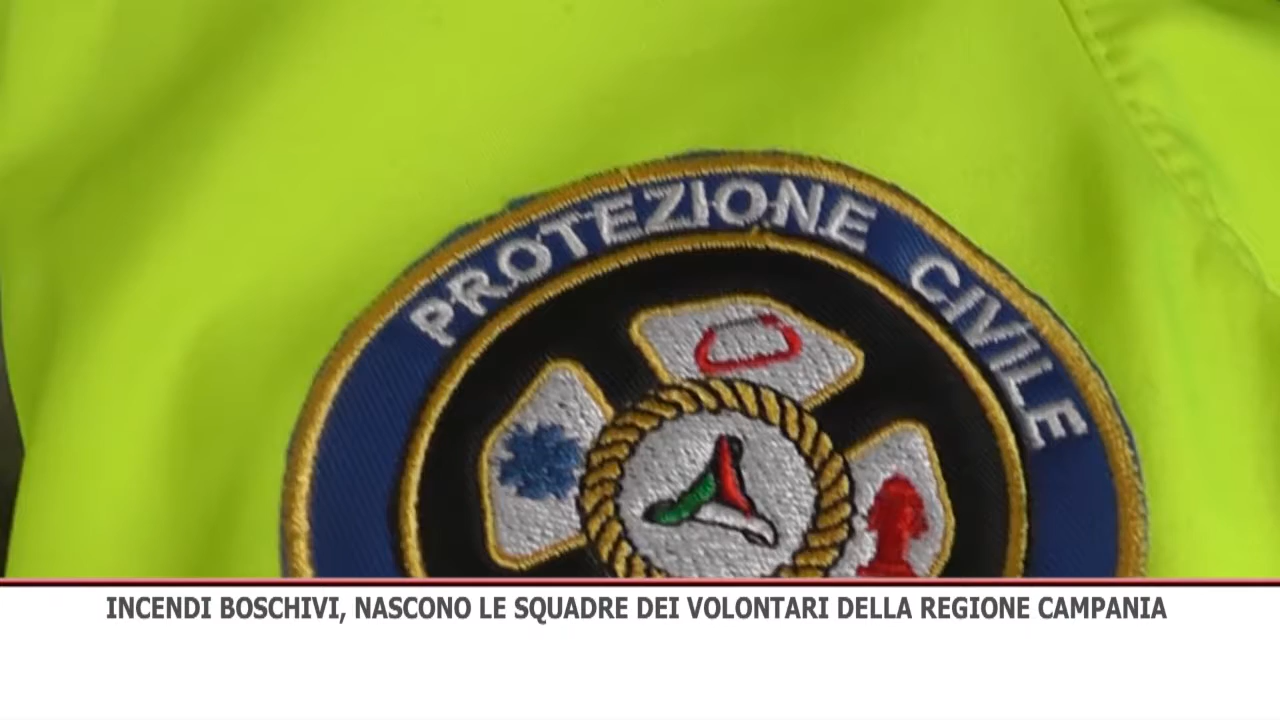 PROTEZIONE CIVILE
INCENDI BOSCHIVI, NASCONO LE SQUADRE DEI VOLONTARI DELLA REGIONE CAMPANIA